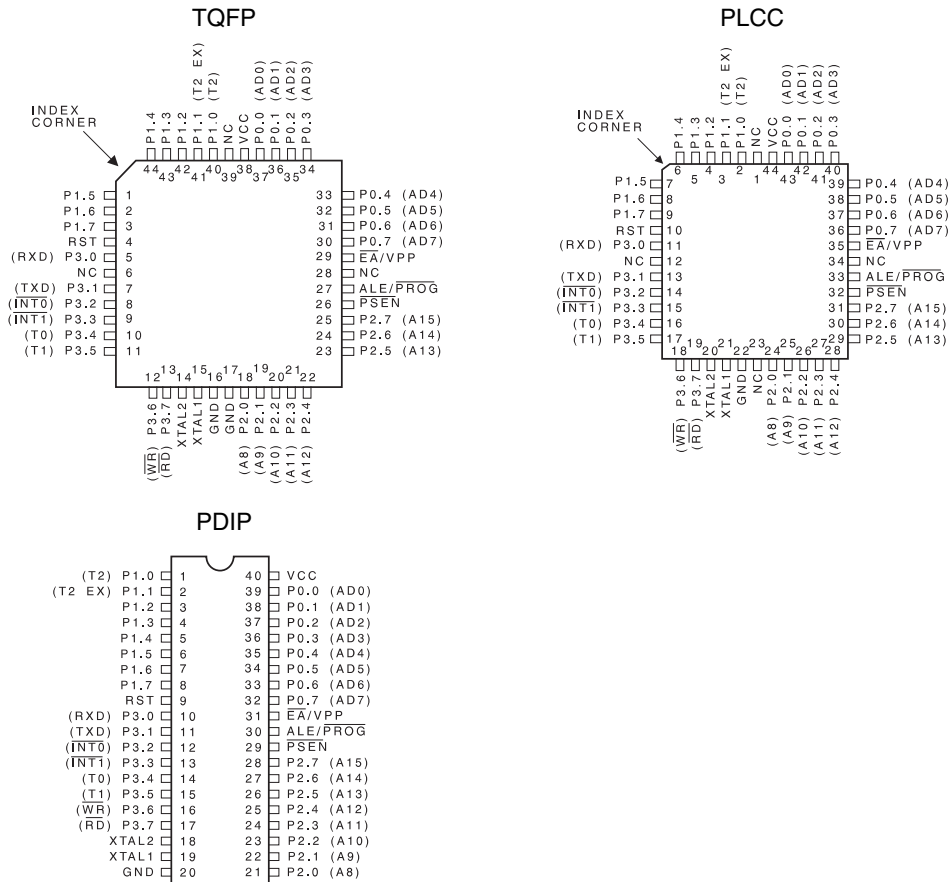 TQFP
INDEX CORNER
P1.4
P1.3
P1.2
P1.1 (T2 EX)
P1.0 (T2)
NC
VCC
P0.0 (AD0)
P0.1 (AD1)
P0.2 (AD2)
P0.3 (AD3)
44 43 42 41 40 39 38 37 36 35 34
P1.5 1
P1.6 2
P1.7 3
RST 4
(RXD) P3.0 5
NC 6
(TXD) P3.1 7
(INT0) P3.2 8
(INT1) P3.3 9
(T0) P3.4 10
(T1) P3.5 11
33 P0.4 (AD4)
32 P0.5 (AD5)
31 P0.6 (AD6)
30 P0.7 (AD7)
29 EA/VPP
28 NC
27 ALE/PROG
26 PSEN
25 P2.7 (A15)
24 P2.6 (A14)
23 P2.5 (A13)
12 13 14 15 16 17 18 19 20 21 22
(WR) P3.6
(RD) P3.7
XTAL2
XTAL1
GND
GND
(A8) P2.0
(A9) P2.1
(A10) P2.2
(A11) P2.3
(A12) P2.4
PLCC
INDEX CORNER
P1.4
P1.3
P1.2
P1.1 (T2 EX)
P1.0 (T2)
NC
VCC
P0.0 (AD0)
P0.1 (AD1)
P0.2 (AD2)
P0.3 (AD3)
6 5 4 3 2 1 44 43 42 41 40
P1.5 7
P1.6 8
P1.7 9
RST 10
(RXD) P3.0 11
NC 12
(TXD) P3.1 13
(INT0) P3.2 14
(INT1) P3.3 15
(T0) P3.4 16
(T1) P3.5 17
39 P0.4 (AD4)
38 P0.5 (AD5)
37 P0.6 (AD6)
36 P0.7 (AD7)
35 EA/VPP
34 NC
33 ALE/PROG
32 PSEN
31 P2.7 (A15)
30 P2.6 (A14)
29 P2.5 (A13)
18 19 20 21 22 23 24 25 26 27 28
(WR) P3.6
(RD) P3.7
XTAL2
XTAL1
GND
NC
(A8) P2.0
(A9) P2.1
(A10) P2.2
(A11) P2.3
(A12) P2.4
PDIP
(T2) P1.0 1 40 VCC
(T2 EX) P1.1 2 39 P0.0 (AD0)
P1.2 3 38 P0.1 (AD1)
P1.3 4 37 P0.2 (AD2)
P1.4 5 36 P0.3 (AD3)
P1.5 6 35 P0.4 (AD4)
P1.6 7 34 P0.5 (AD5)
P1.7 8 33 P0.6 (AD6)
RST 9 32 P0.7 (AD7)
(RXD) P3.0 10 31 EA/VPP
(TXD) P3.1 11 30 ALE/PROG
(INT0) P3.2 12 29 PSEN
(INT1) P3.3 13 28 P2.7 (A15)
(T0) P3.4 14 27 P2.6 (A14)
(T1) P3.5 15 26 P2.5 (A13)
(WR) P3.6 16 25 P2.4 (A12)
(RD) P3.7 17 24 P2.3 (A11)
XTAL2 18 23 P2.2 (A10)
XTAL1 19 22 P2.1 (A9)
GND 20 21 P2.0 (A8)